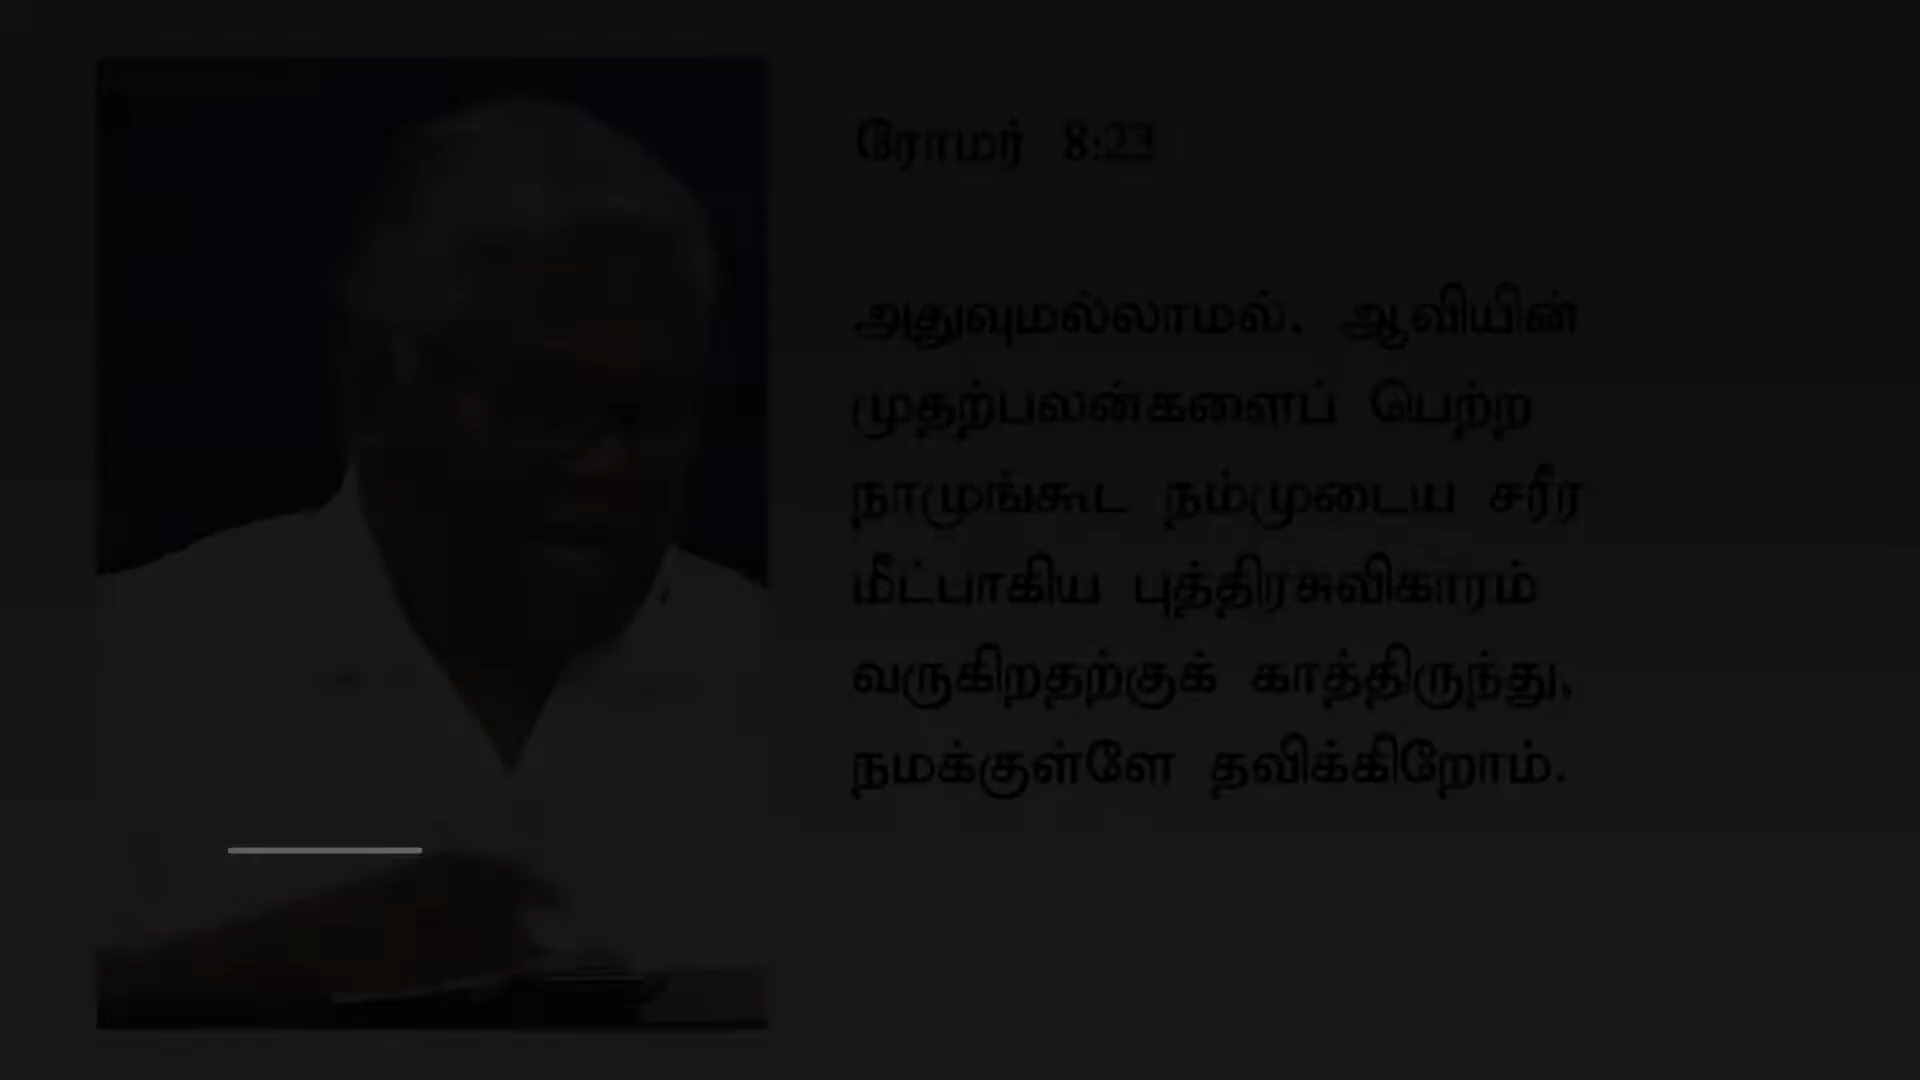 ரோமர் 8:23
அதுவுமல்லாமல், ஆவியின்
முதற்பலன்களைப் பெற்ற
நாமுங்கூட நம்முடைய சரீர
மீட்பாகிய புத்திரசுவிகாரம்
வருகிறதற்குக் காத்திருந்து,
நமக்குள்ளே தவிக்கிறோம்.